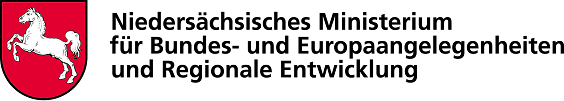 Niedersächsisches Ministerium
für Bundes- und Europaangelegenheiten
und Regionale Entwicklung